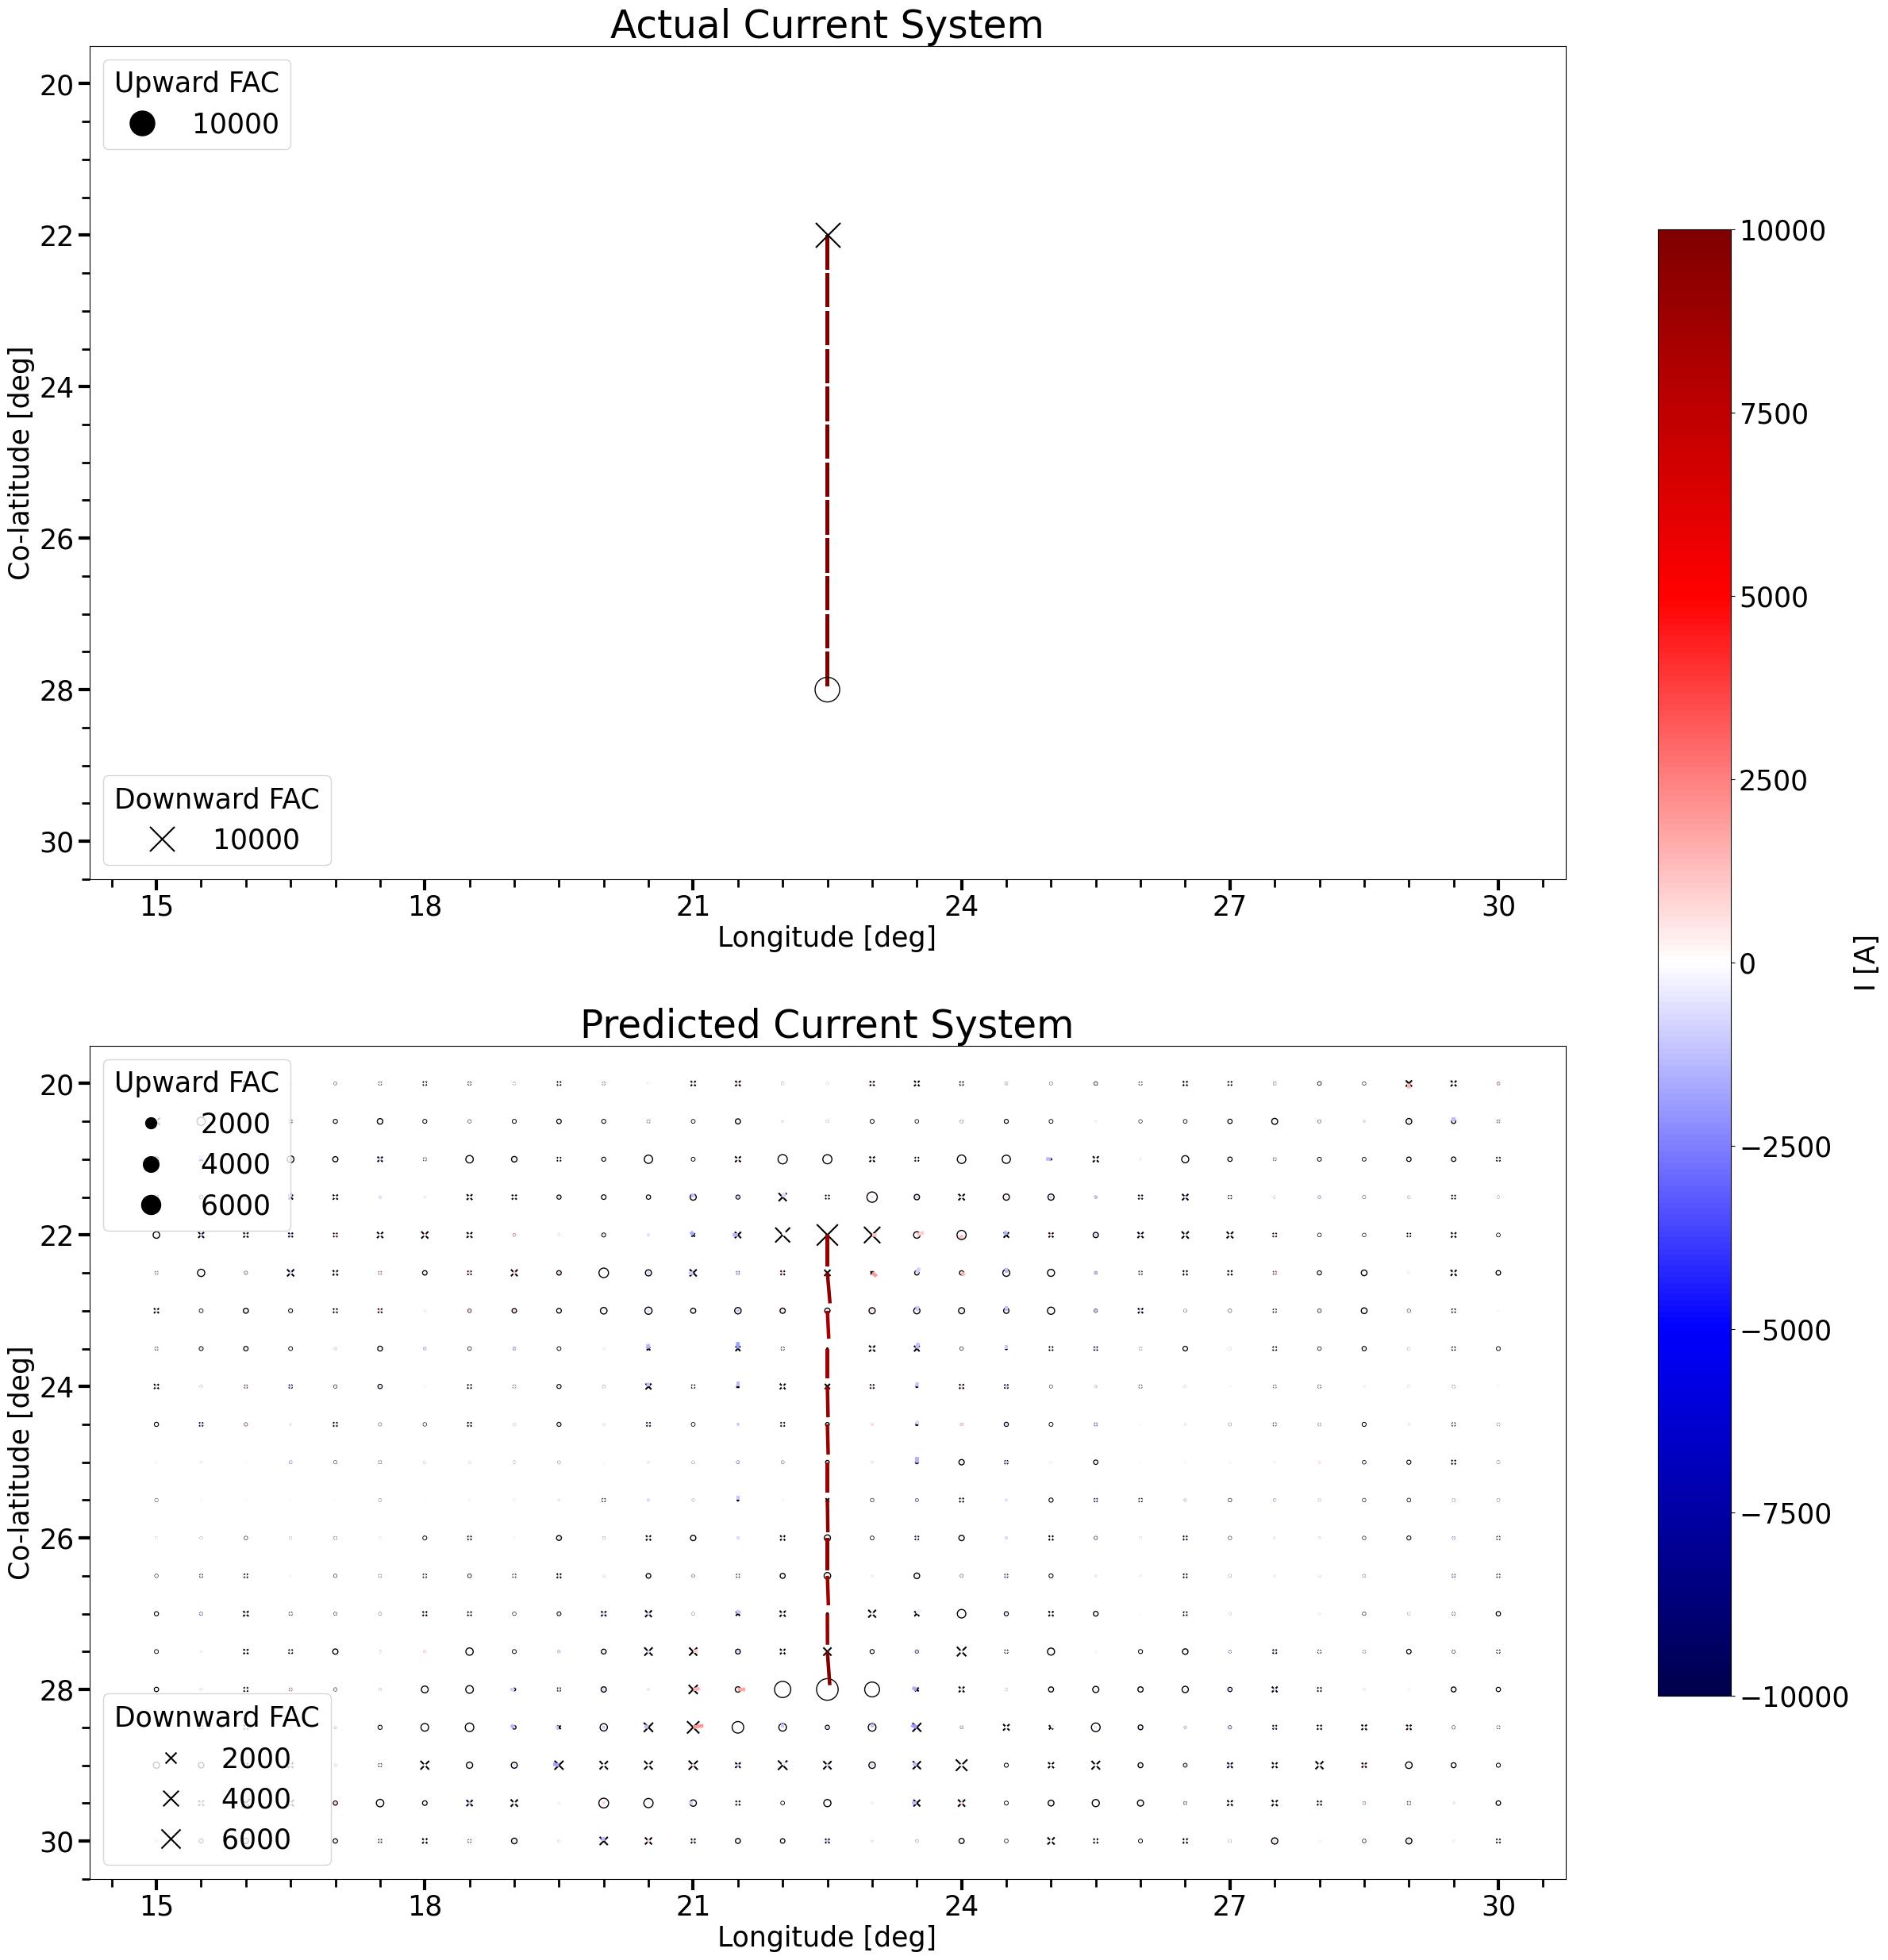 Actual Current System
Upward FAC
10000
Downward FAC
10000
20
22
24
26
28
30
Co-latitude [deg]
15 18 21 24 27 30
Longitude [deg]
Predicted Current System
Upward FAC
2000
4000
6000
Downward FAC
2000
4000
6000
20
22
24
26
28
30
Co-latitude [deg]
15 18 21 24 27 30
Longitude [deg]
10000
7500
5000
2500
0
−2500
−5000
−7500
−10000
I [A]